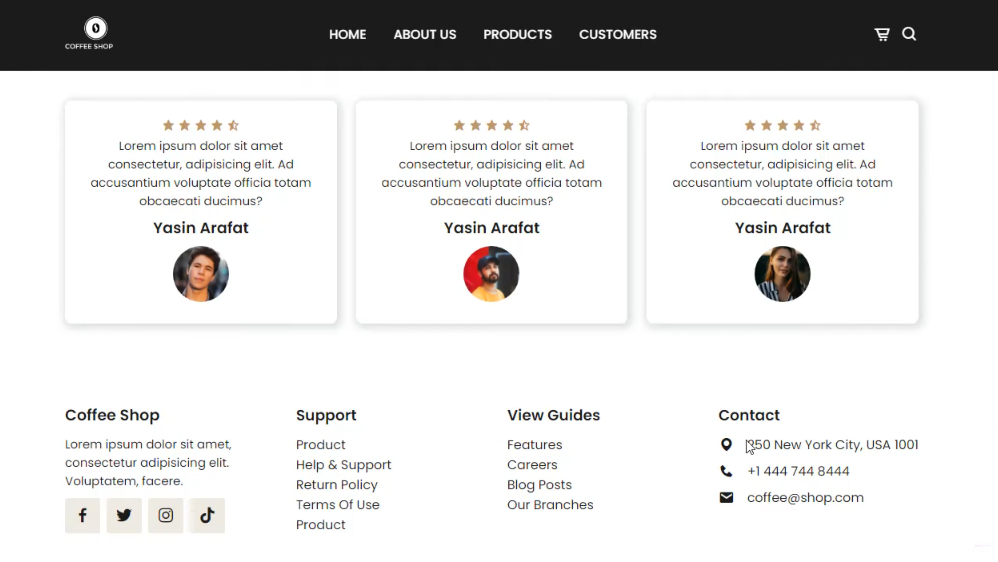 COFFEE SHOP
HOME ABOUT US PRODUCTS CUSTOMERS
Lorem ipsum dolor sit amet
consectetur, adipisicing elit. Ad
accusantium voluptate officia totam
obcaecati ducimus?
Yasin Arafat
Lorem ipsum dolor sit amet
consectetur, adipisicing elit. Ad
accusantium voluptate officia totam
obcaecati ducimus?
Yasin Arafat
Lorem ipsum dolor sit amet
consectetur, adipisicing elit. Ad
accusantium voluptate officia totam
obcaecati ducimus?
Yasin Arafat
Coffee Shop
Lorem ipsum dolor sit amet,
consectetur adipisicing elit.
Voluptatem, facere.
Support
Product
Help & Support
Return Policy
Terms Of Use
Product
View Guides
Features
Careers
Blog Posts
Our Branches
Contact
New York City, USA 1001
+1 444 744 8444
coffee@shop.com